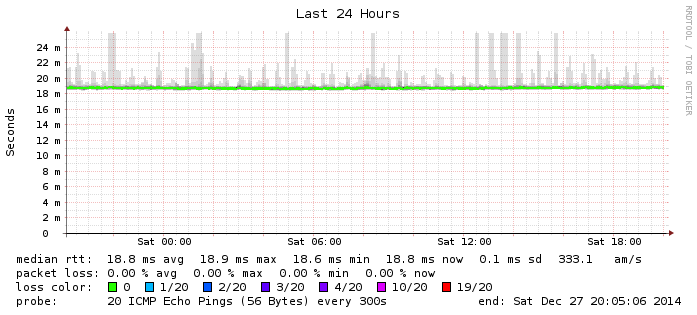 Last 24 Hours
RRDTOOL / TOBI OETIKER
Seconds
24 m
22 m
20 m
18 m
16 m
14 m
12 m
10 m
8 m
6 m
4 m
2 m
0
Sat 00:00 Sat 06:00 Sat 12:00 Sat 18:00
median rtt: 18.8 ms avg 18.9 ms max 18.6 ms min 18.8 ms now 0.1 ms sd 333.1 am/s
packet loss: 0.00 % avg 0.00 % max 0.00 % min 0.00 % now
loss color: 0 1/20 2/20 3/20 4/20 10/20 19/20
probe: 20 ICMP Echo Pings (56 Bytes) every 300s end: Sat Dec 27 20:05:06 2014